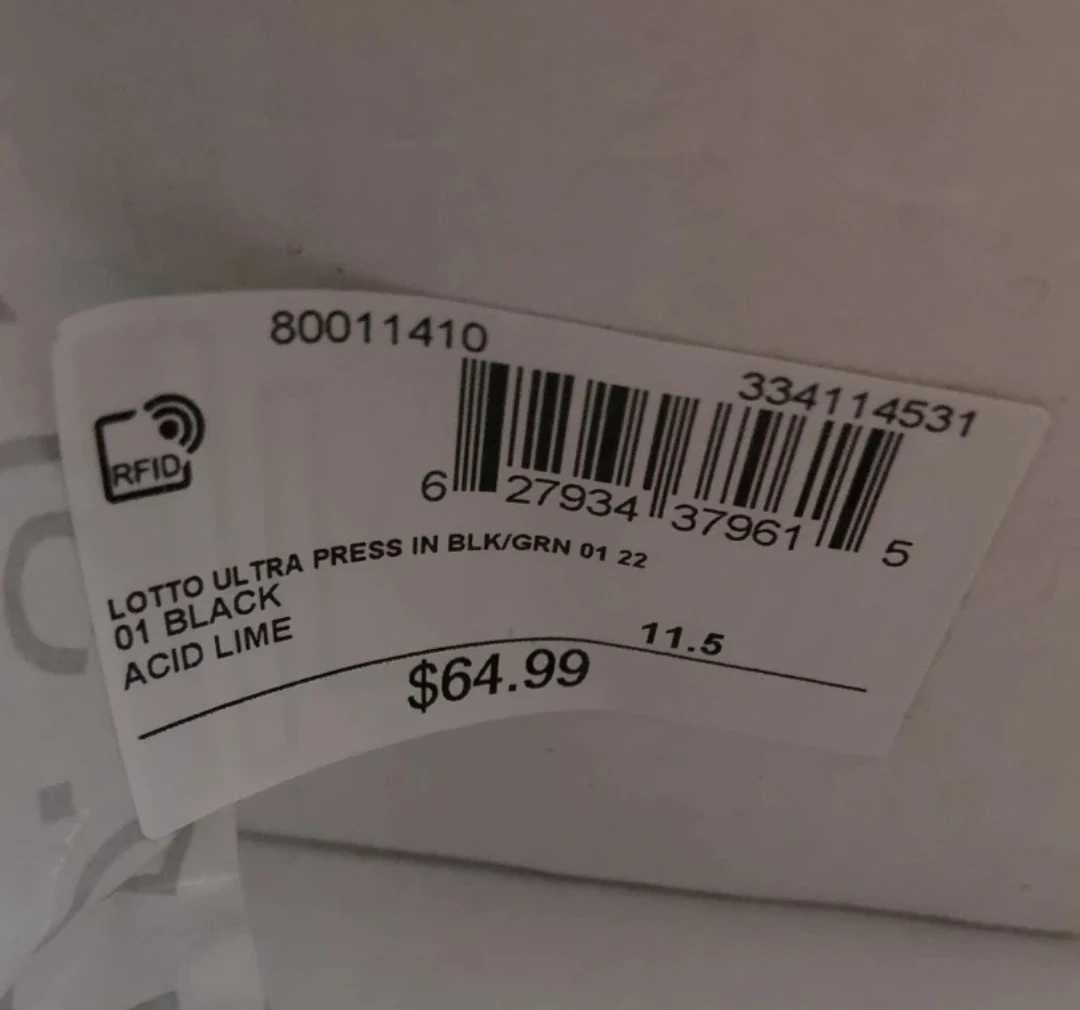 80011410
334114531
RFID
6 27934 37961 5
LOTTO ULTRA PRESS IN BLK/GRN 01 22
01 BLACK
ACID LIME
11.5
$64.99